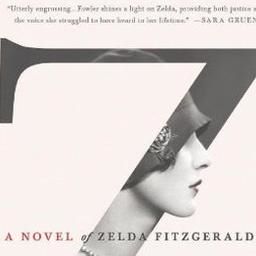 "Utterly engrossing... Fowler shines a light on Zelda, providing both justice a
the voice she struggled to have heard in her lifetime." —SARA GRUEN
Z
A NOVEL of ZELDA FITZGERALD